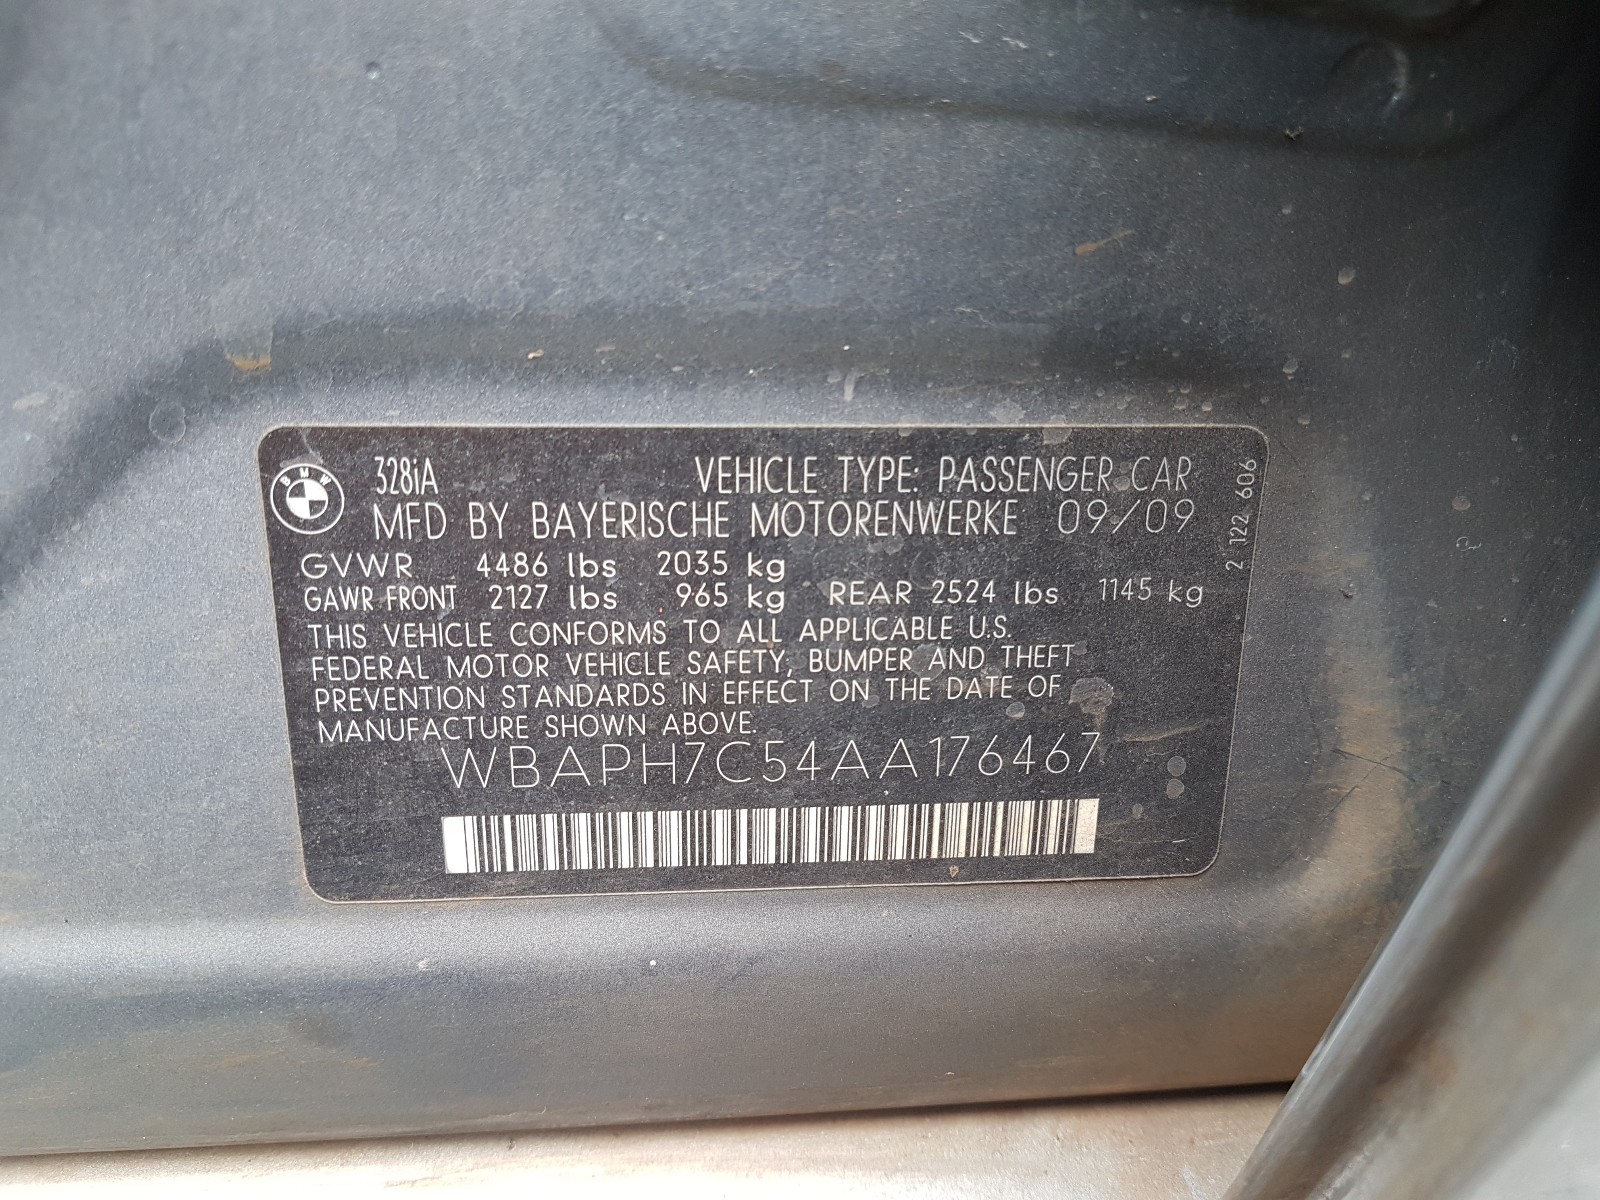 BMW
328iA VEHICLE TYPE: PASSENGER CAR
MFD BY BAYERISCHE MOTORENWERKE 09/09
GVWR 4486 lbs 2035 kg
GAWR FRONT 2127 lbs 965 kg REAR 2524 lbs 1145 kg
THIS VEHICLE CONFORMS TO ALL APPLICABLE U.S.
FEDERAL MOTOR VEHICLE SAFETY, BUMPER AND THEFT
PREVENTION STANDARDS IN EFFECT ON THE DATE OF
MANUFACTURE SHOWN ABOVE.
WBAPH7C54AA176467
2 122 606